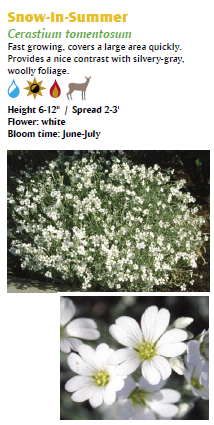 Snow-In-Summer
Cerastium tomentosum
Fast growing, covers a large area quickly.
Provides a nice contrast with silvery-gray,
woolly foliage.
Height 6-12" / Spread 2-3'
Flower: white
Bloom time: June-July